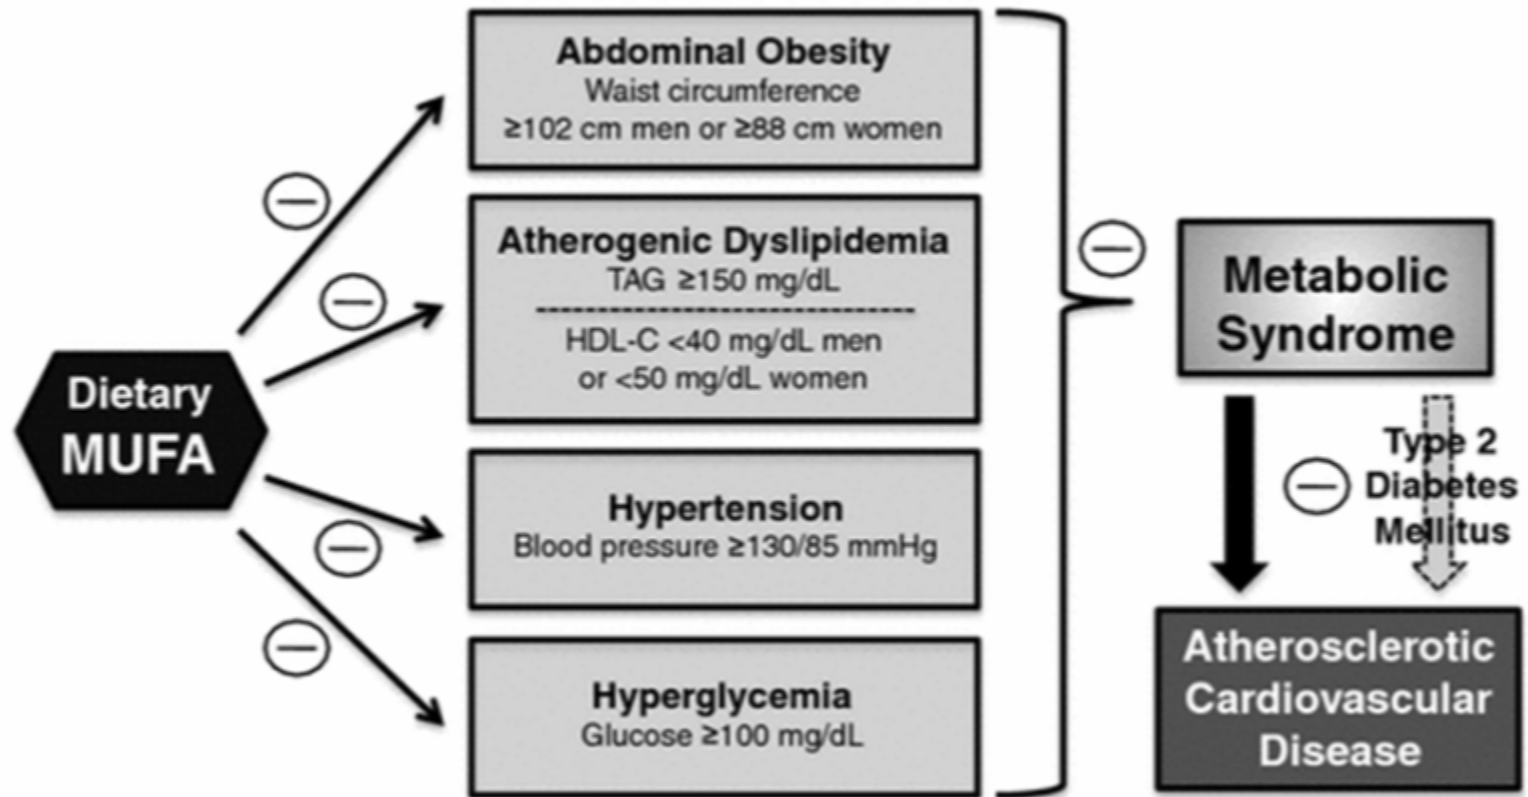 Abdominal Obesity
Waist circumference
≥102 cm men or ≥88 cm women
Atherogenic Dyslipidemia
TAG ≥150 mg/dL
HDL-C <40 mg/dL men
or <50 mg/dL women
Hypertension
Blood pressure ≥130/85 mmHg
Hyperglycemia
Glucose ≥100 mg/dL
Dietary
MUFA
Metabolic
Syndrome
Type 2
Diabetes
Mellitus
Atherosclerotic
Cardiovascular
Disease